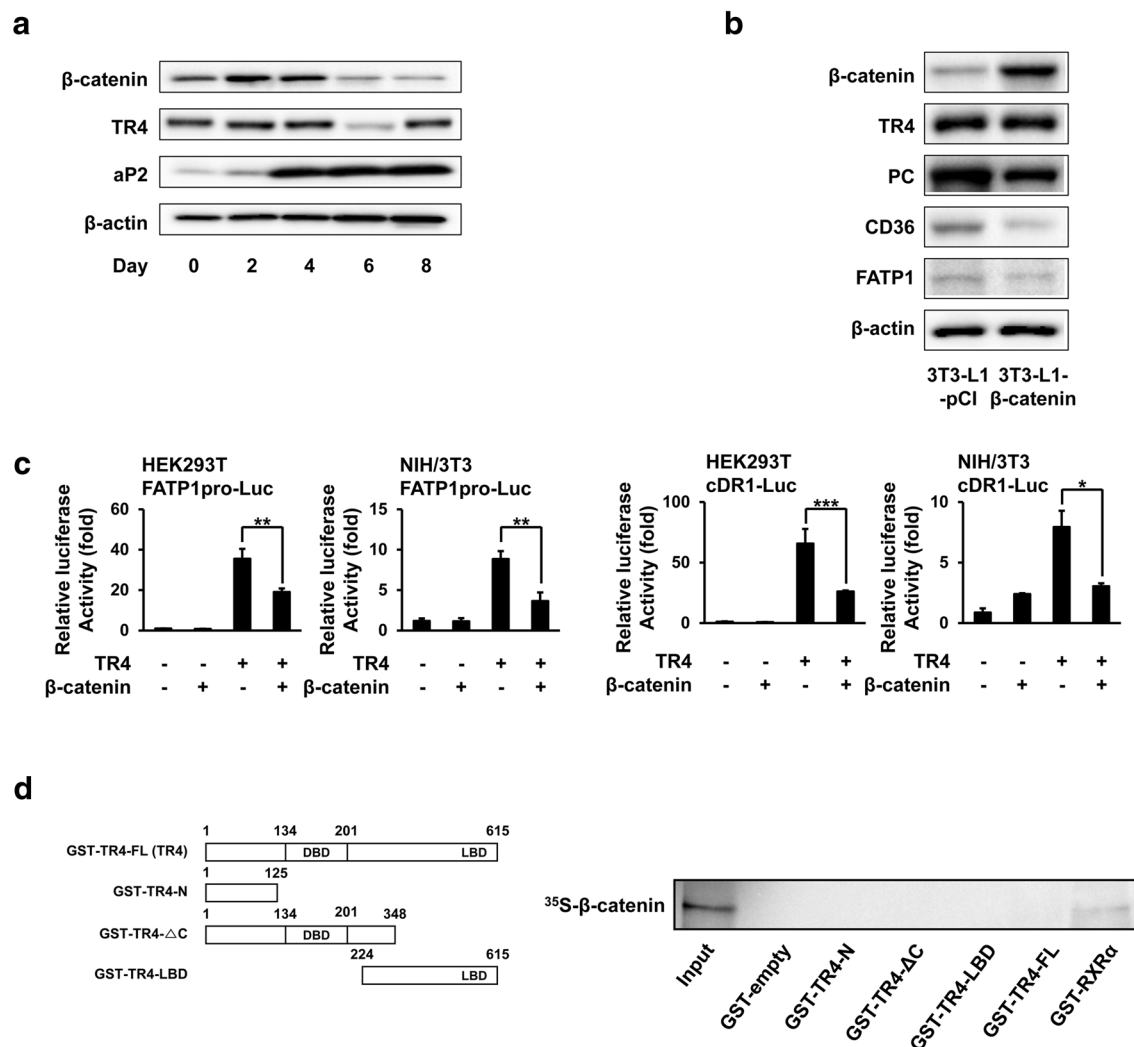 a
β-catenin
TR4
aP2
β-actin
Day 0 2 4 6 8
b
β-catenin
TR4
PC
CD36
FATP1
β-actin
3T3-L1 3T3-L1-
-pCI β-catenin
c
HEK293T
FATP1pro-Luc
Relative luciferase
Activity (fold)
60
40
20
0
**
NIH/3T3
FATP1pro-Luc
Relative luciferase
Activity (fold)
15
10
5
0
**
TR4 - - + + - - + +
β-catenin - + - + - + - +
HEK293T
cDR1-Luc
Relative luciferase
Activity (fold)
100
50
0
***
NIH/3T3
cDR1-Luc
Relative luciferase
Activity (fold)
10
5
0
*
TR4 - - + + - - + +
β-catenin - + - + - + - +
d
1 134 201 615
GST-TR4-FL (TR4) DBD LBD
1 125
GST-TR4-N
1 134 201 348
GST-TR4-△C DBD
224 615
GST-TR4-LBD LBD
³⁵S-β-catenin
Input
GST-empty
GST-TR4-N
GST-TR4-ΔC
GST-TR4-LBD
GST-TR4-FL
GST-RXRα